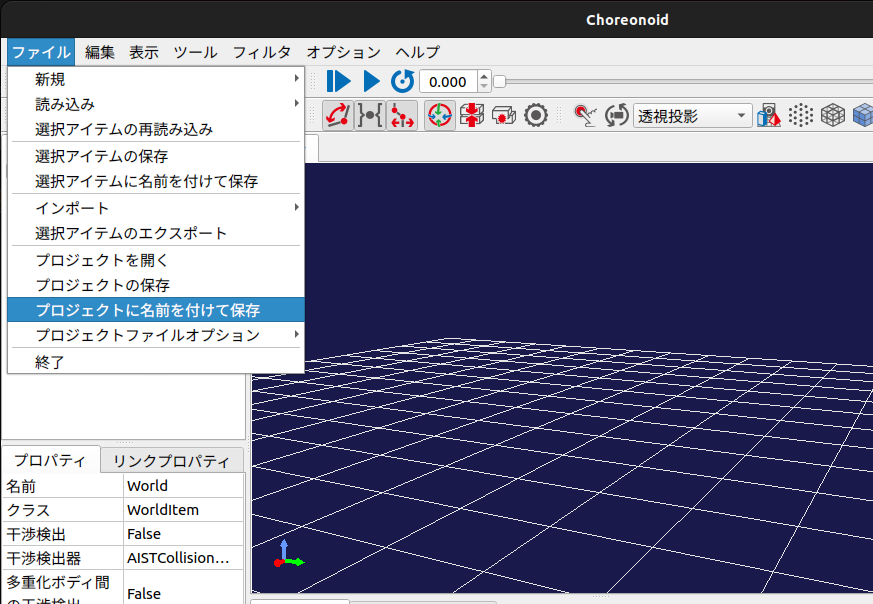 Choreonoid
ファイル 編集 表示 ツール フィルタ オプション ヘルプ
新規
0.000
読み込み
選択アイテムの再読み込み
透視投影
選択アイテムの保存
選択アイテムに名前を付けて保存
インポート
選択アイテムのエクスポート
プロジェクトを開く
プロジェクトの保存
プロジェクトに名前を付けて保存
プロジェクトファイルオプション
終了
プロパティ リンクプロパティ
名前 World
クラス WorldItem
干渉検出 False
干渉検出器 AISTCollision...
多重化ボディ間
の干渉検出 False